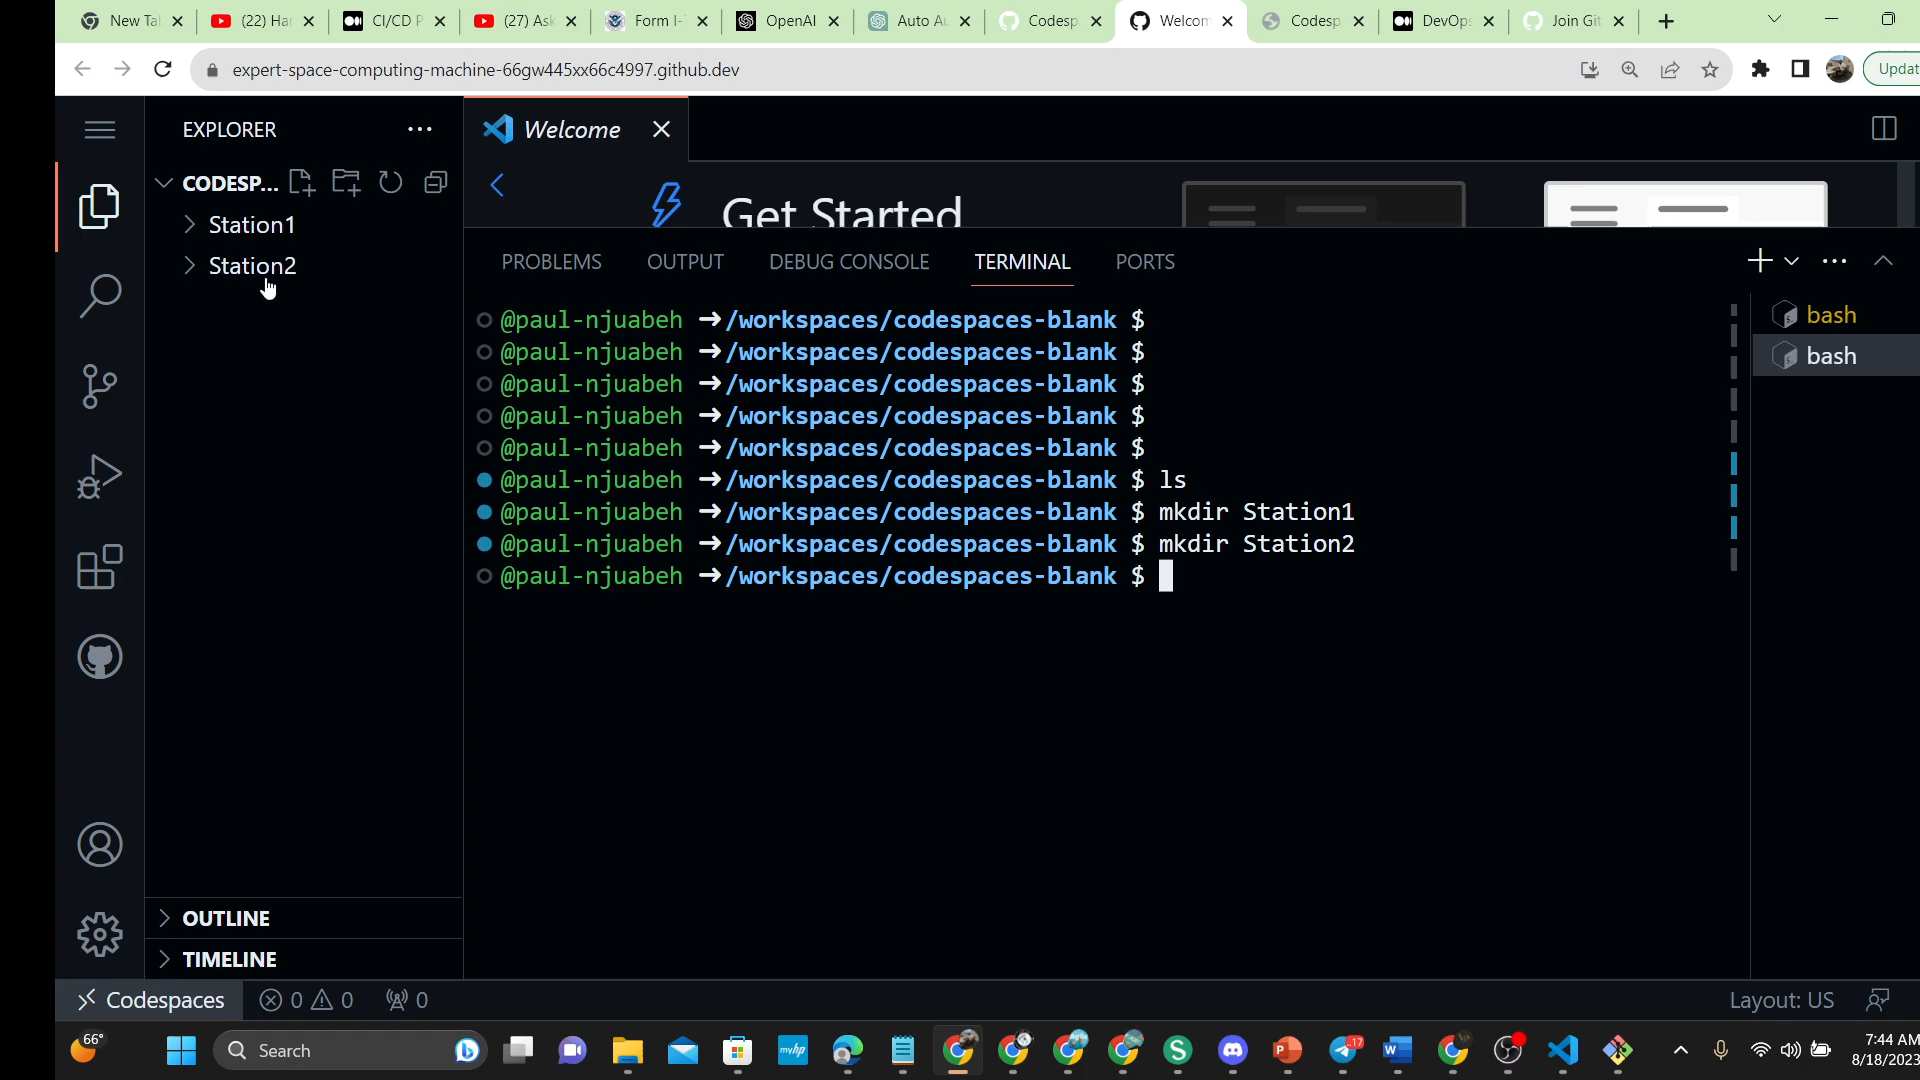 New Ta
(22) Ha
CI/CD P
(27) Ask
Form I-
OpenAI
Auto Au
Codesp
Welcom
Codesp
DevOps
Join Git
expert-space-computing-machine-66gw445xx66c4997.github.dev
Updat
EXPLORER
Welcome
CODESP...
Station1
Station2
Get Started
PROBLEMS OUTPUT DEBUG CONSOLE TERMINAL PORTS
@paul-njuabeh ➜/workspaces/codespaces-blank $
@paul-njuabeh ➜/workspaces/codespaces-blank $
@paul-njuabeh ➜/workspaces/codespaces-blank $
@paul-njuabeh ➜/workspaces/codespaces-blank $
@paul-njuabeh ➜/workspaces/codespaces-blank $
@paul-njuabeh ➜/workspaces/codespaces-blank $ ls
@paul-njuabeh ➜/workspaces/codespaces-blank $ mkdir Station1
@paul-njuabeh ➜/workspaces/codespaces-blank $ mkdir Station2
@paul-njuabeh ➜/workspaces/codespaces-blank $
bash
bash
OUTLINE
TIMELINE
Codespaces 0 0 0
Layout: US
66°
Search
myhp
17
7:44 AM
8/18/2023